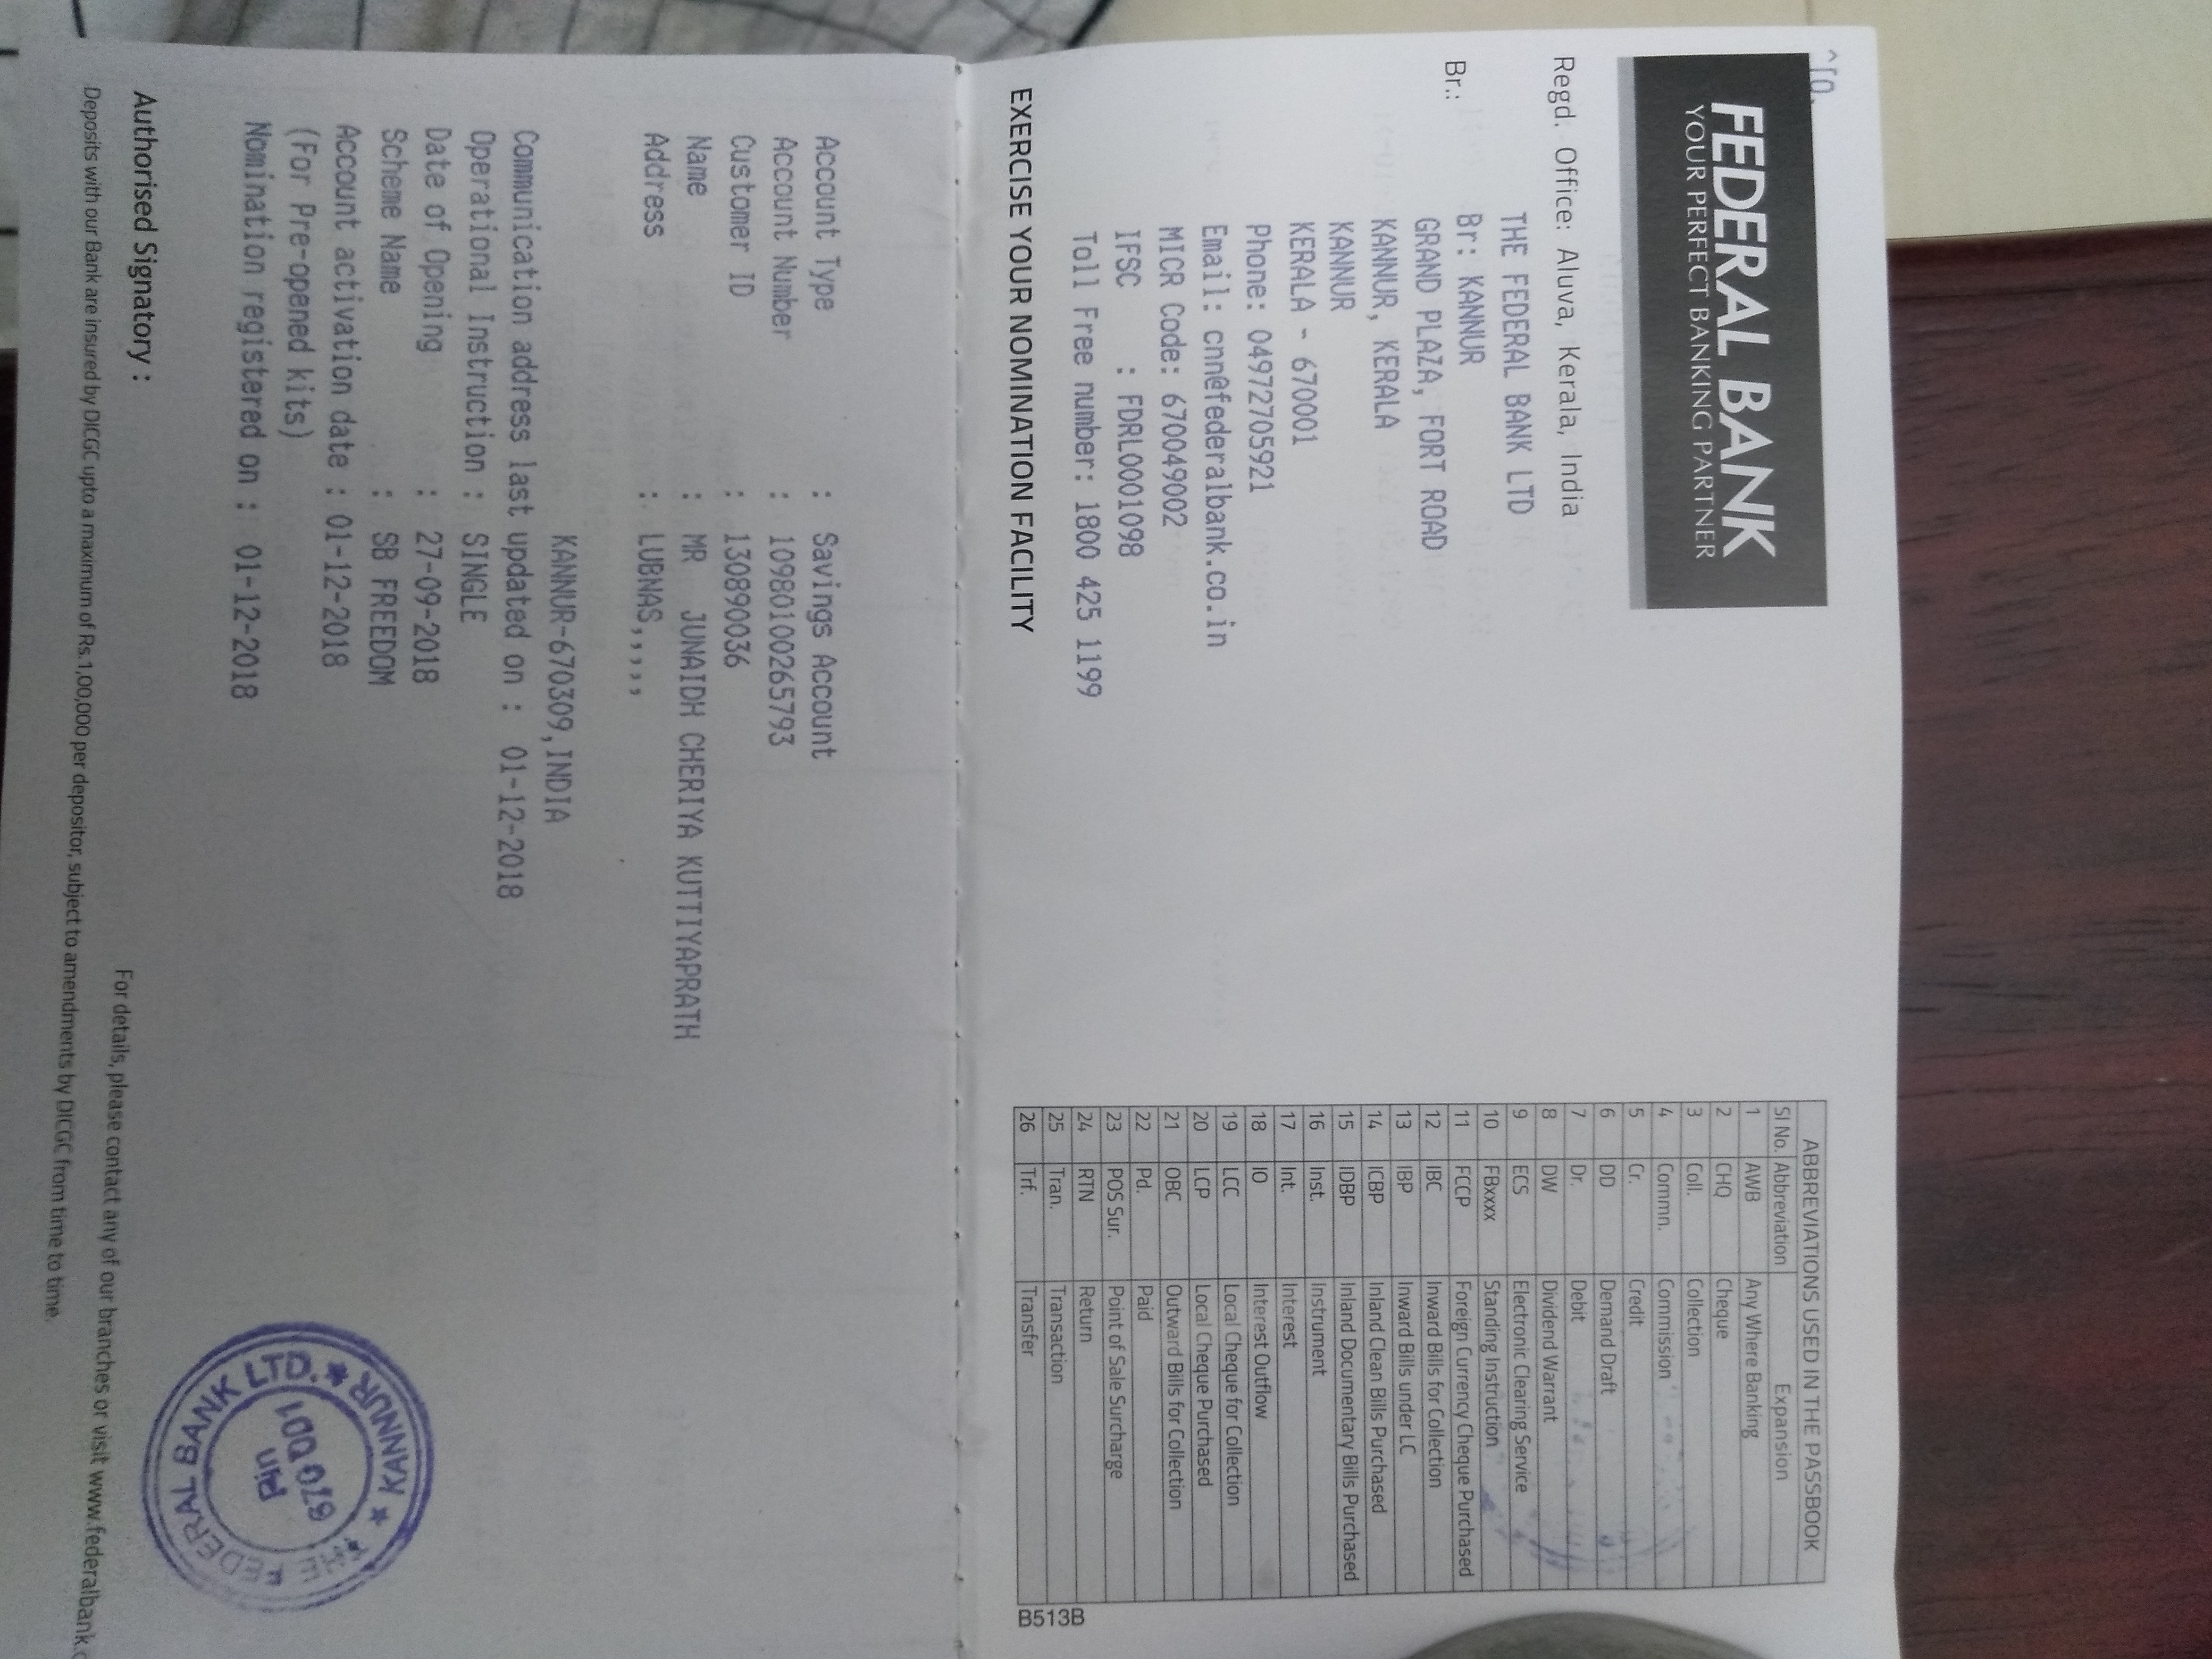 FEDERAL BANK
YOUR PERFECT BANKING PARTNER
Regd. Office: Aluva, Kerala, India
THE FEDERAL BANK LTD
Br.: Br: KANNUR
GRAND PLAZA, FORT ROAD
KANNUR, KERALA
KANNUR
KERALA - 670001
Phone: 04972705921
Email: cnn@federalbank.co.in
MICR Code: 670049002
IFSC : FDRL0001098
Toll Free number: 1800 425 1199
EXERCISE YOUR NOMINATION FACILITY
ABBREVIATIONS USED IN THE PASSBOOK
Sl No. Abbreviation Expansion
1 AWB Any Where Banking
2 CHQ Cheque
3 Coll. Collection
4 Commn. Commission
5 Cr. Credit
6 DD Demand Draft
7 Dr. Debit
8 DW Dividend Warrant
9 ECS Electronic Clearing Service
10 FBxxxx Standing Instruction
11 FCCP Foreign Currency Cheque Purchased
12 IBC Inward Bills for Collection
13 IBP Inward Bills under LC
14 ICBP Inland Clean Bills Purchased
15 IDBP Inland Documentary Bills Purchased
16 Inst. Instrument
17 Int. Interest
18 IO Interest Outflow
19 LCC Local Cheque for Collection
20 LCP Local Cheque Purchased
21 OBC Outward Bills for Collection
22 Pd. Paid
23 POS Sur. Point of Sale Surcharge
24 RTN Return
25 Tran. Transaction
26 Trf. Transfer
B513B
Account Type : Savings Account
Account Number : 10980100265793
Customer ID : 130890036
Name : MR JUNAIDH CHERIYA KUTTIYAPRATH
Address : LUBNAS,,,,,
KANNUR-670309,INDIA
Communication address last updated on : 01-12-2018
Operational Instruction : SINGLE
Date of Opening : 27-09-2018
Scheme Name : SB FREEDOM
Account activation date : 01-12-2018
(For Pre-opened kits)
Nomination registered on : 01-12-2018
Authorised Signatory :
For details, please contact any of our branches or visit www.federalbank.
Deposits with our Bank are insured by DICGC upto a maximum of Rs.1,00,000 per depositor, subject to amendments by DICGC from time to time.
THE FEDERAL BANK LTD. ★ KANNUR ★
Pin
670 001